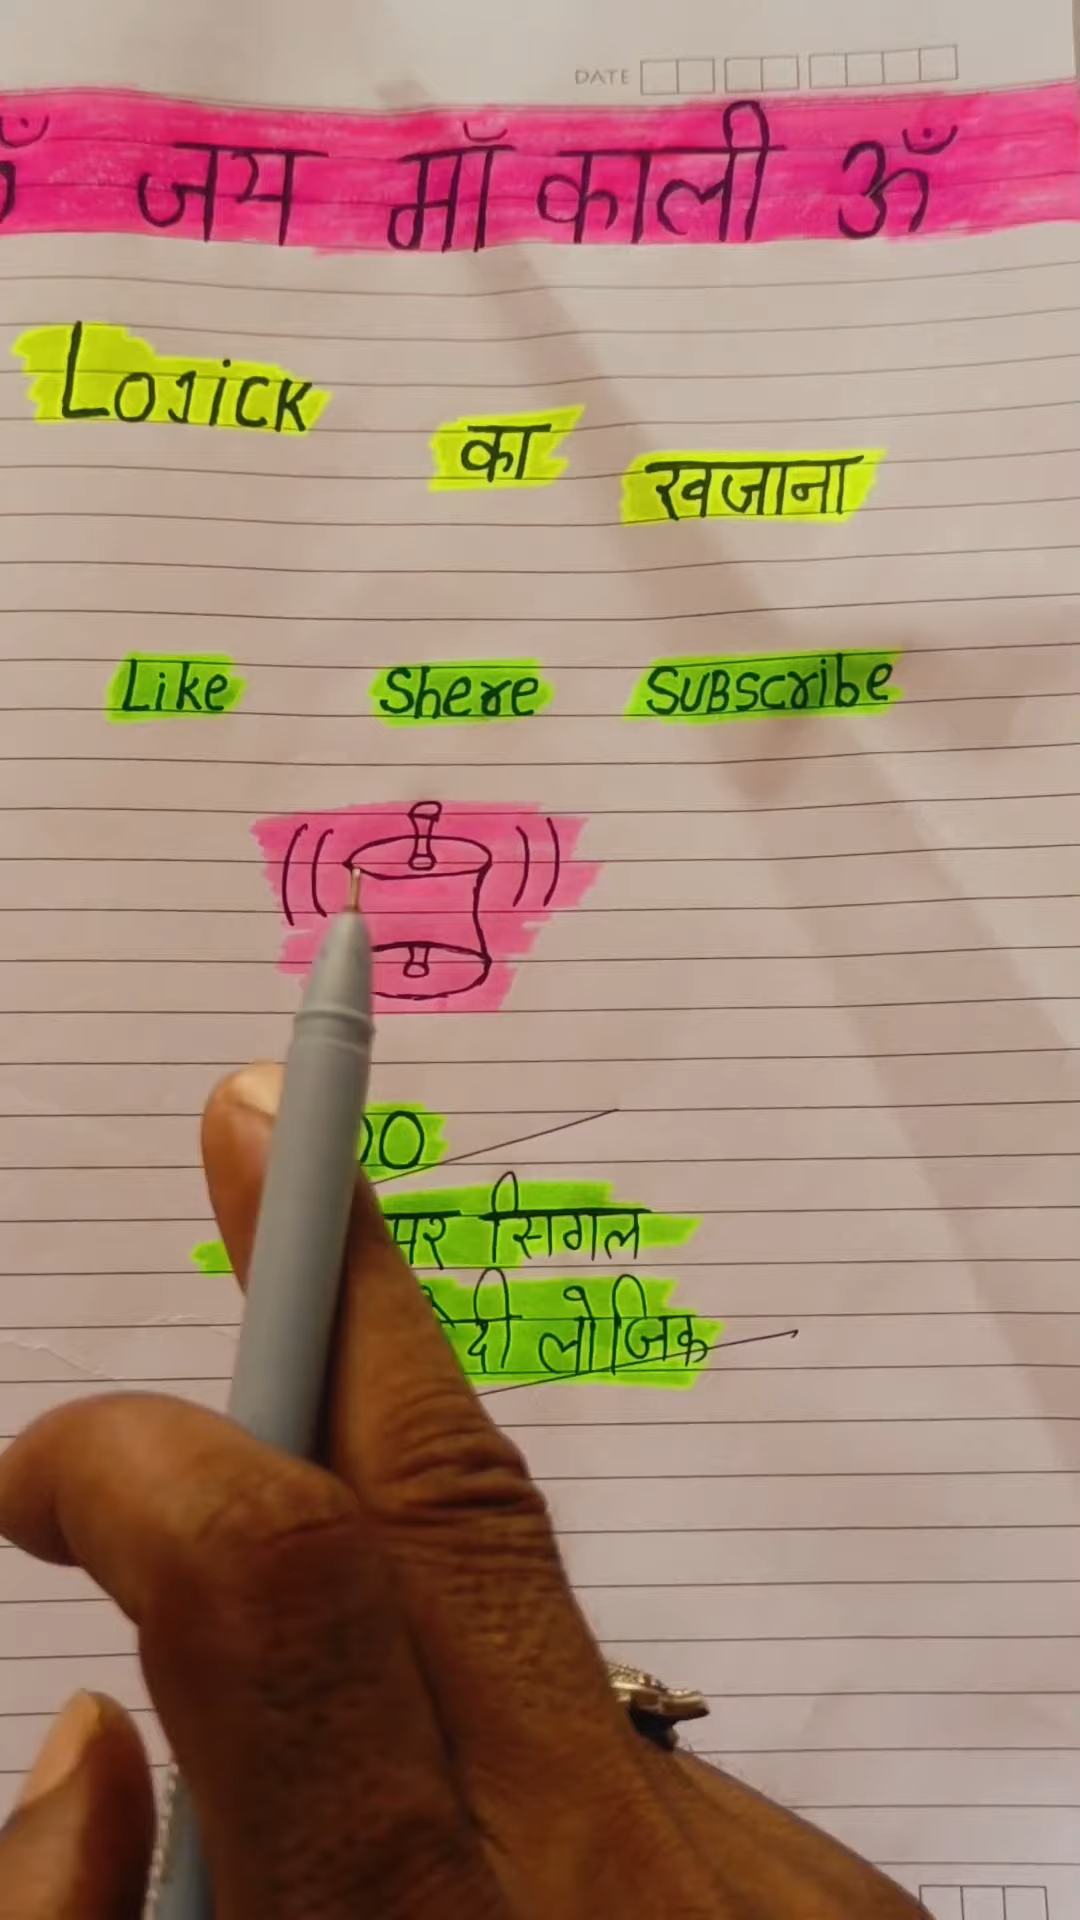 DATE
ॐ जय माँ काली ॐ
Lojick का खजाना
Like Shere Subscribe
सिगल
लोजिक